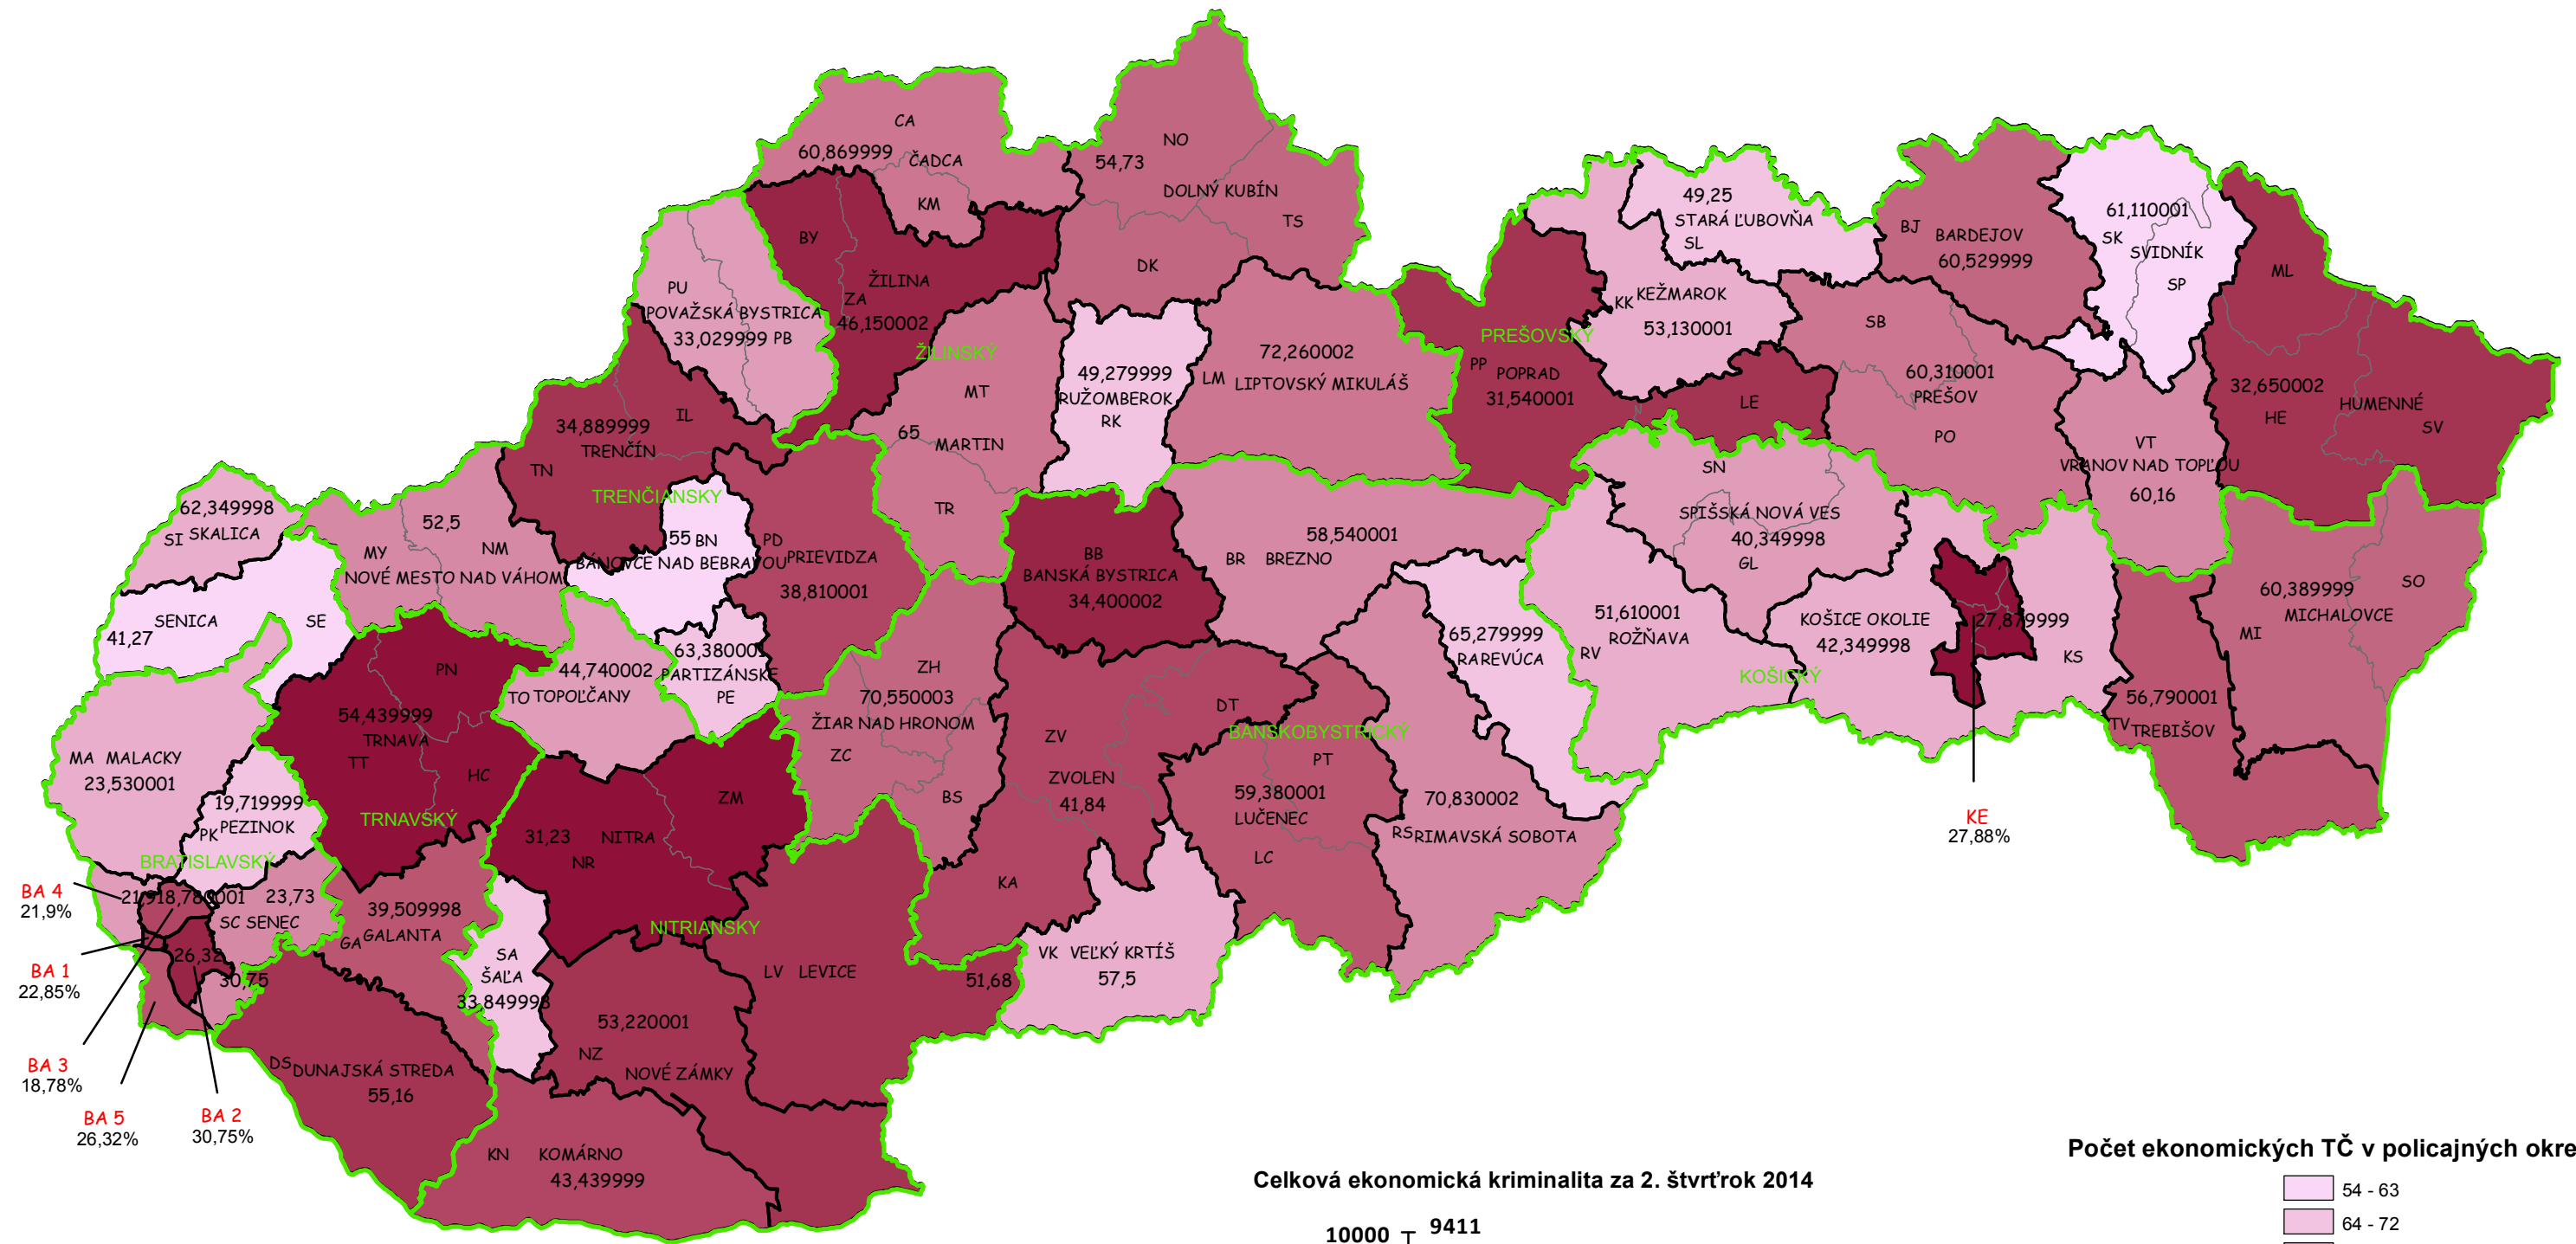 CA
60,869999
ČADCA
KM
NO
54,73
DOLNÝ KUBÍN
TS
DK
BY
ŽILINA
ZA
46,150002
ŽILINSKÝ
PU
POVAŽSKÁ BYSTRICA
33,029999 PB
MT
65
MARTIN
TR
49,279999
RUŽOMBEROK
RK
72,260002
LM LIPTOVSKÝ MIKULÁŠ
49,25
STARÁ ĽUBOVŇA
SL
KK KEŽMAROK
53,130001
PREŠOVSKÝ
PP POPRAD
31,540001
LE
BJ BARDEJOV
60,529999
61,110001
SK
SVIDNÍK
SP
ML
SB
60,310001
PREŠOV
PO
32,650002
HE
HUMENNÉ
SV
VT
VRANOV NAD TOPĽOU
60,16
34,889999
IL
TRENČÍN
TN
TRENČIANSKY
62,349998
SI SKALICA
52,5
MY
NM
NOVÉ MESTO NAD VÁHOM
55 BN
BÁNOVCE NAD BEBRAVOU
PD
PRIEVIDZA
38,810001
BB
BANSKÁ BYSTRICA
34,400002
58,540001
BR BREZNO
SN
SPIŠSKÁ NOVÁ VES
40,349998
GL
51,610001
ROŽŇAVA
RV
KOŠICE OKOLIE
42,349998
KOŠICKÝ
27,879999
KS
KE
27,88%
60,389999
SO
MICHALOVCE
MI
56,790001
TV TREBIŠOV
SENICA
SE
41,27
PN
54,439999
TRNAVA
TT
HC
TRNAVSKÝ
44,740002
TO TOPOĽČANY
63,380001
PARTIZÁNSKE
PE
ZH
70,550003
ŽIAR NAD HRONOM
ZC
BS
65,279999
RA REVÚCA
DT
ZV
ZVOLEN
41,84
KA
BANSKOBYSTRICKÝ
PT
59,380001
LUČENEC
LC
70,830002
RS RIMAVSKÁ SOBOTA
MA MALACKY
23,530001
19,719999
PK PEZINOK
BRATISLAVSKÝ
BA 4
21,9%
21,9
18,780001
23,73
SC SENEC
26,32
30,75
BA 1
22,85%
BA 3
18,78%
BA 5
26,32%
BA 2
30,75%
39,509998
GA GALANTA
31,23
NITRA
NR
ZM
NITRIANSKY
SA
ŠAĽA
33,849998
LV LEVICE
51,68
VK VEĽKÝ KRTÍŠ
57,5
53,220001
NZ
NOVÉ ZÁMKY
DS DUNAJSKÁ STREDA
55,16
KN KOMÁRNO
43,439999
Celková ekonomická kriminalita za 2. štvrťrok 2014
10000
9411
Počet ekonomických TČ v policajných okre
54 - 63
64 - 72